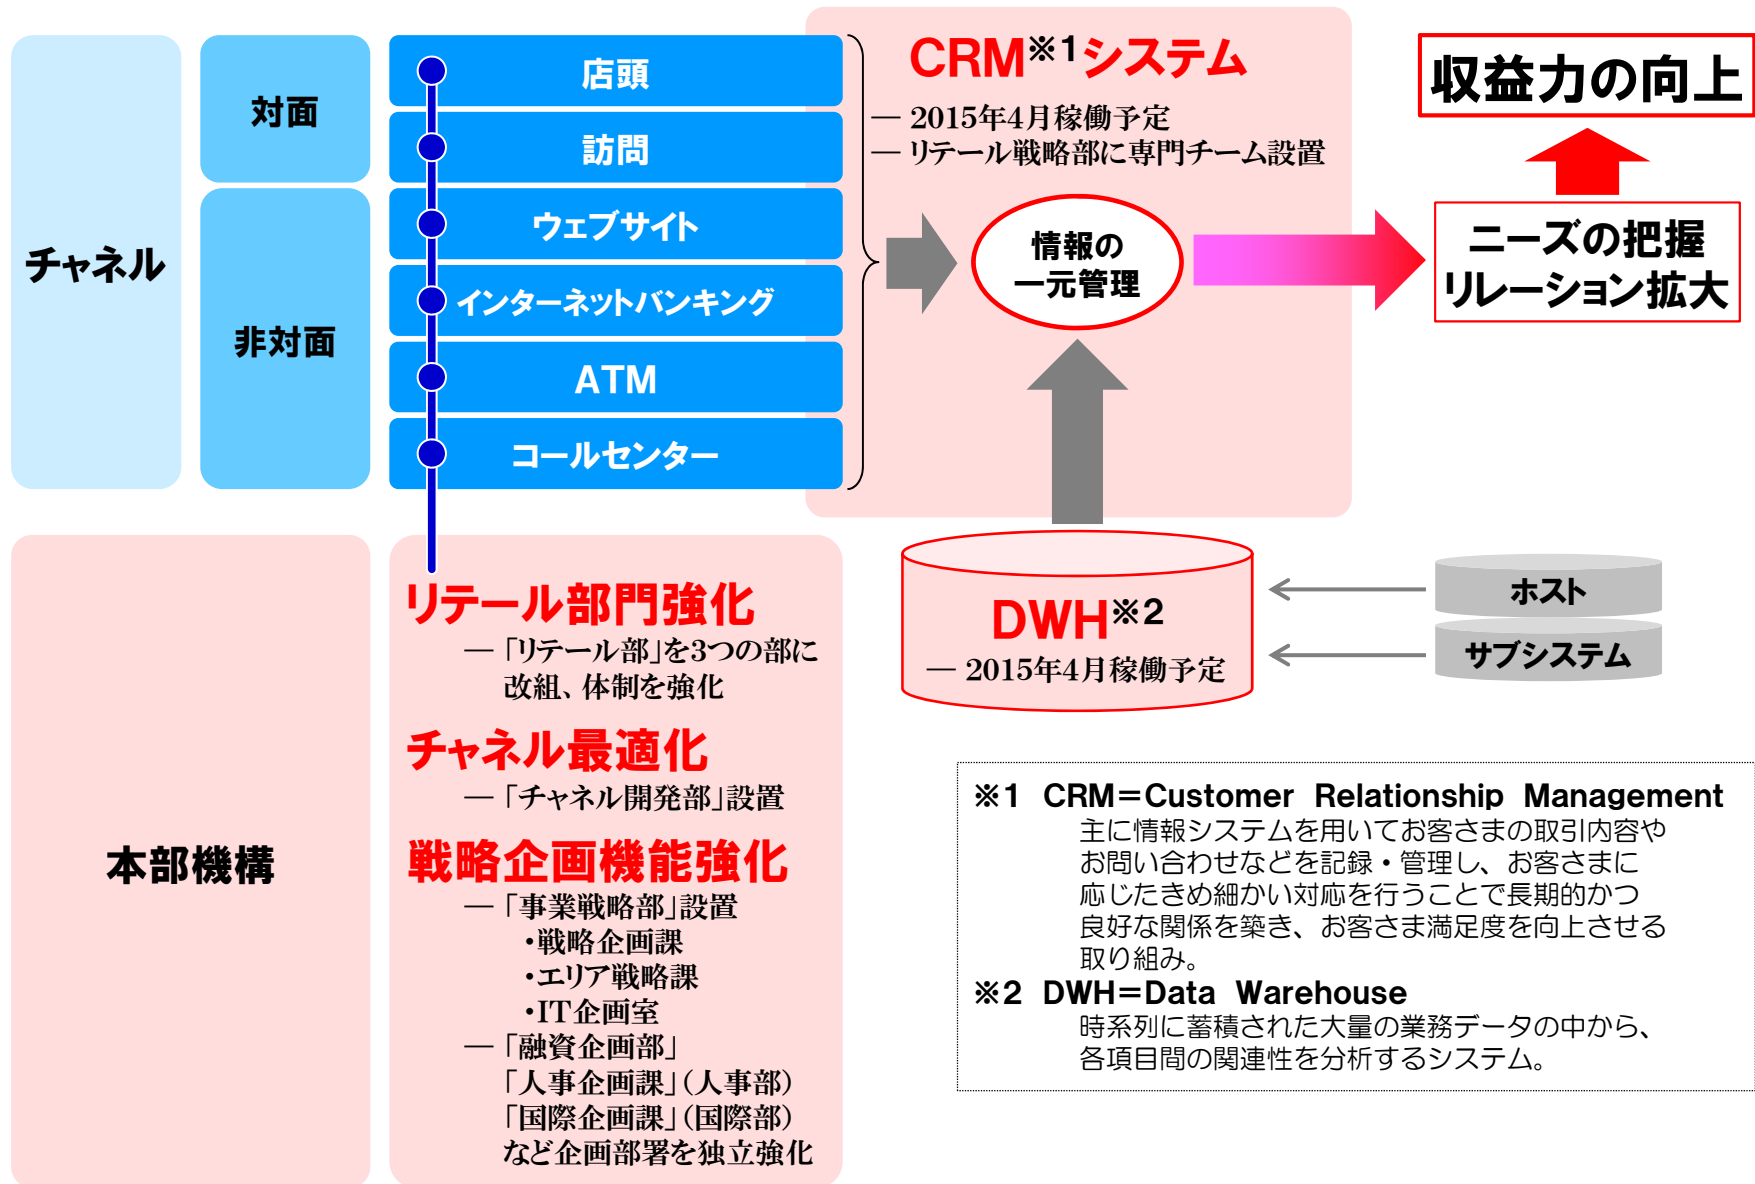 チャネル
対面
非対面
店頭
訪問
ウェブサイト
インターネットバンキング
ATM
コールセンター
CRM※1システム
― 2015年4月稼働予定
― リテール戦略部に専門チーム設置
情報の
一元管理
収益力の向上
ニーズの把握
リレーション拡大
DWH※2
― 2015年4月稼働予定
ホスト
サブシステム
本部機構
リテール部門強化
― 「リテール部」を3つの部に
改組、体制を強化
チャネル最適化
― 「チャネル開発部」設置
戦略企画機能強化
― 「事業戦略部」設置
・戦略企画課
・エリア戦略課
・IT企画室
― 「融資企画部」
「人事企画課」(人事部)
「国際企画課」(国際部)
など企画部署を独立強化
※1 CRM=Customer Relationship Management
主に情報システムを用いてお客さまの取引内容や
お問い合わせなどを記録・管理し、お客さまに
応じたきめ細かい対応を行うことで長期的かつ
良好な関係を築き、お客さま満足度を向上させる
取り組み。
※2 DWH=Data Warehouse
時系列に蓄積された大量の業務データの中から、
各項目間の関連性を分析するシステム。